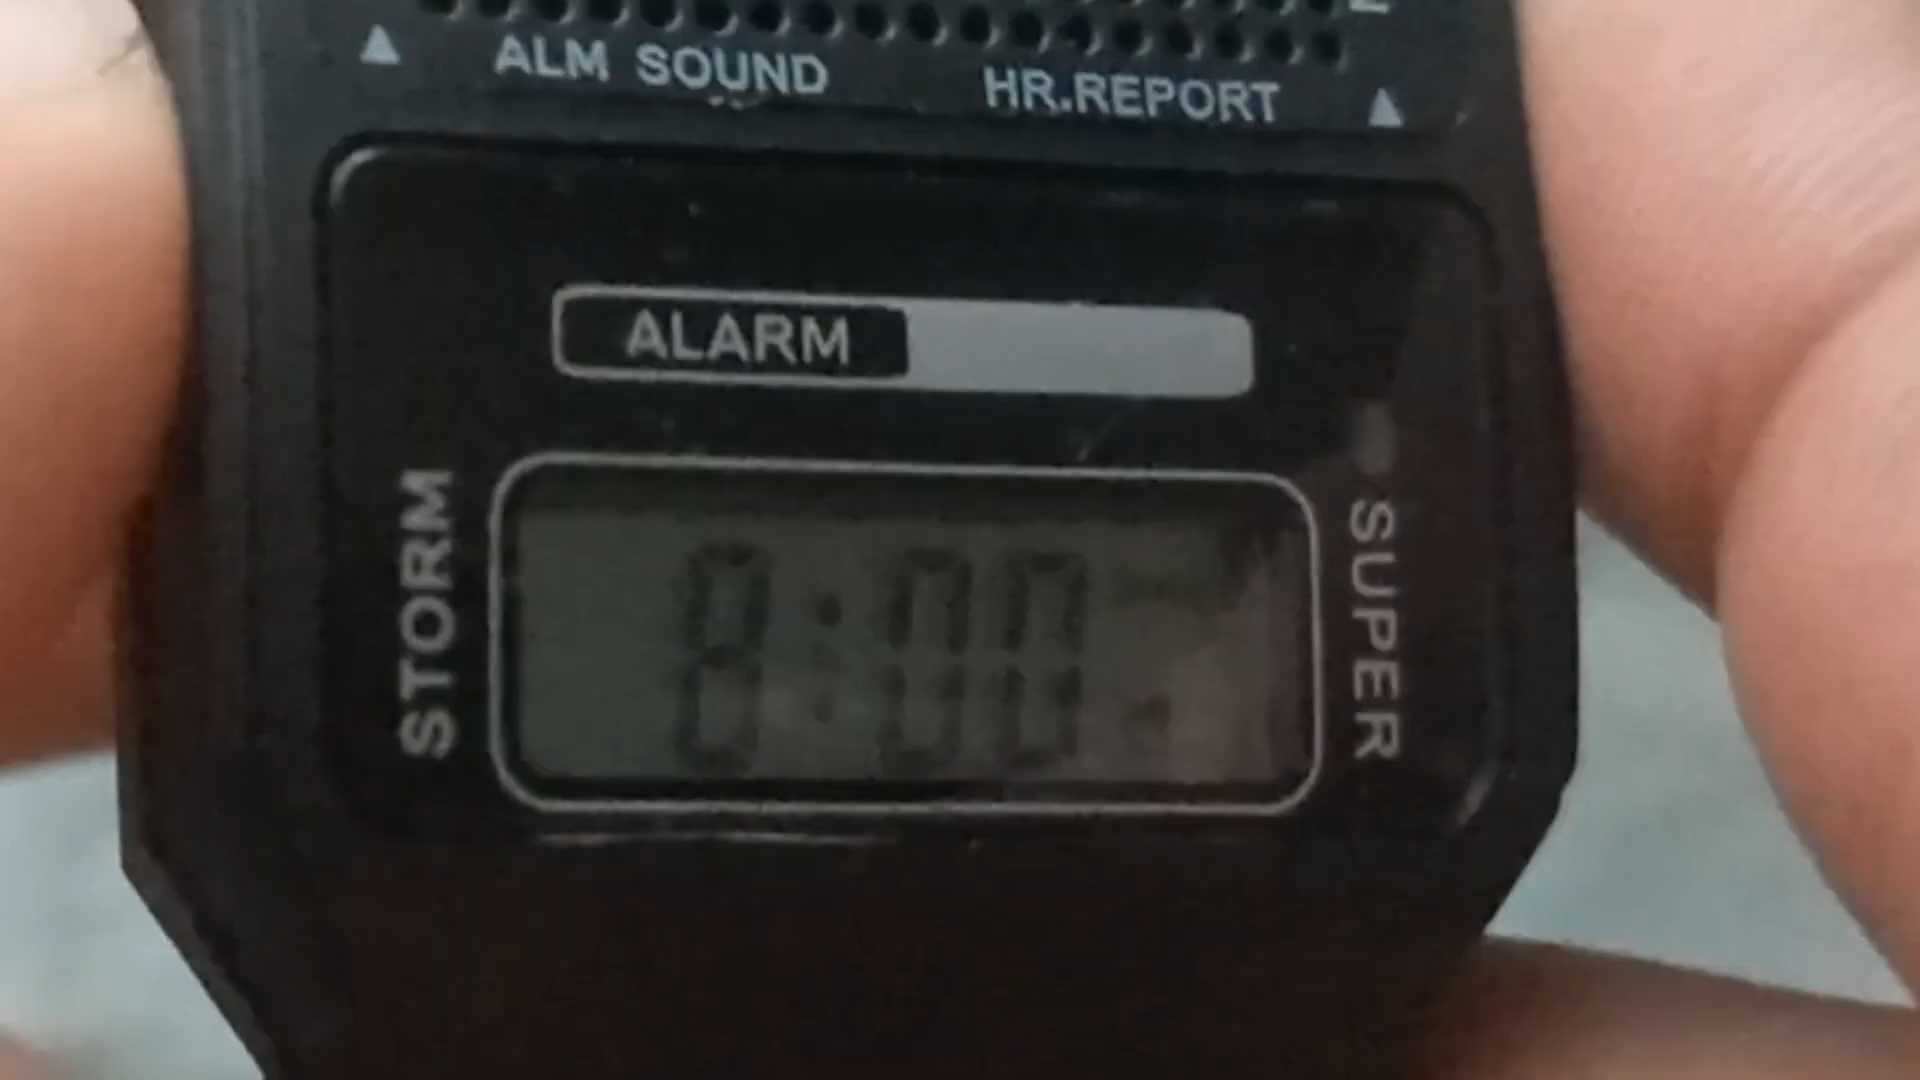 ALM SOUND HR.REPORT
ALARM
STORM
SUPER
8:00